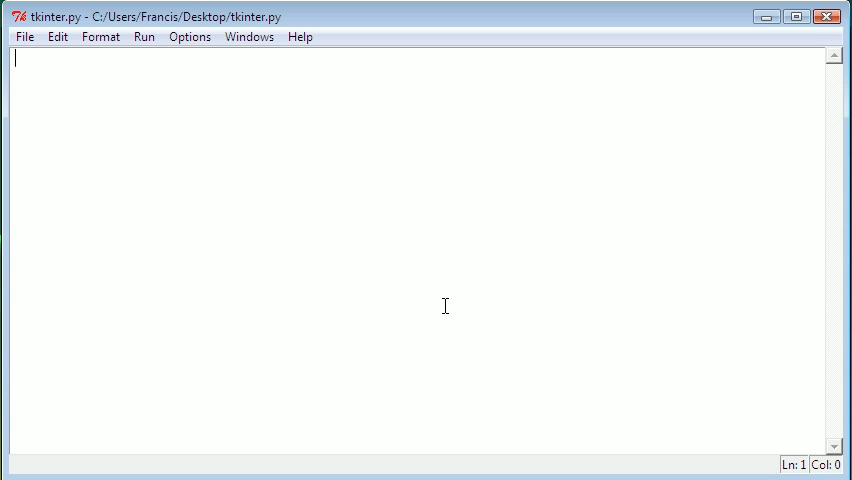 tkinter.py - C:/Users/Francis/Desktop/tkinter.py
File Edit Format Run Options Windows Help
Ln: 1 Col: 0